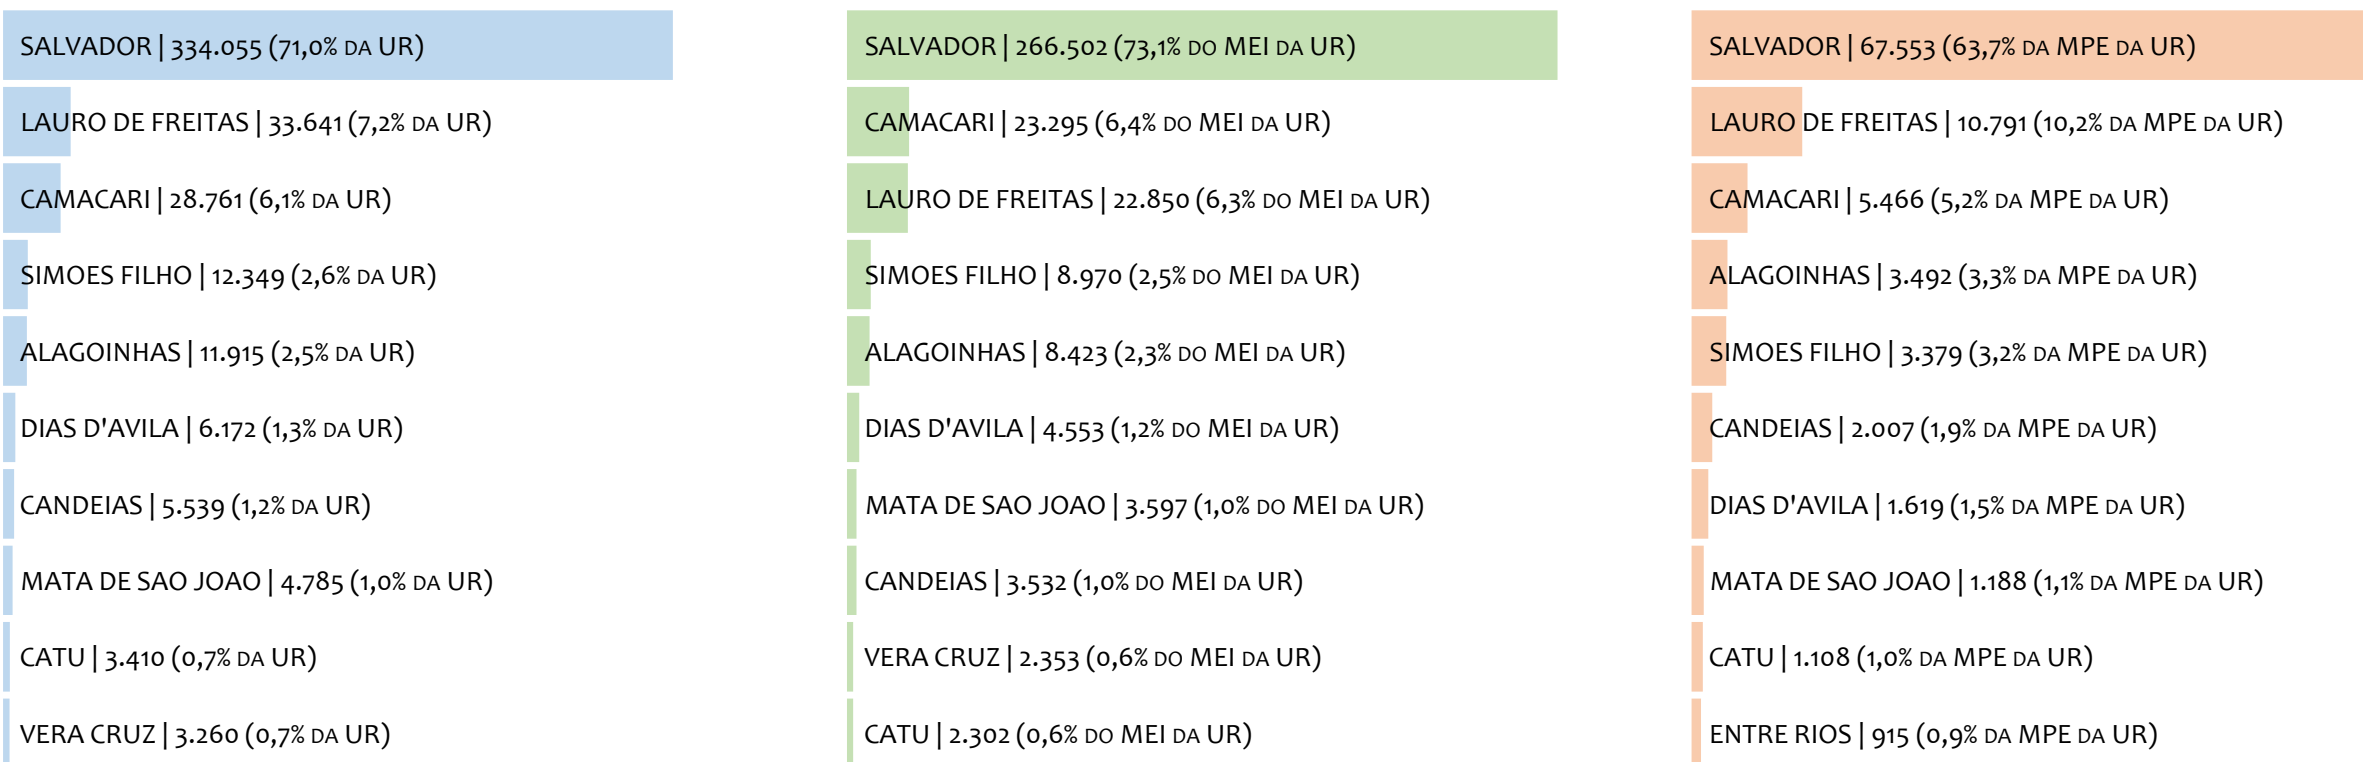 SALVADOR | 334.055 (71,0% DA UR)
LAURO DE FREITAS | 33.641 (7,2% DA UR)
CAMACARI | 28.761 (6,1% DA UR)
SIMOES FILHO | 12.349 (2,6% DA UR)
ALAGOINHAS | 11.915 (2,5% DA UR)
DIAS D'AVILA | 6.172 (1,3% DA UR)
CANDEIAS | 5.539 (1,2% DA UR)
MATA DE SAO JOAO | 4.785 (1,0% DA UR)
CATU | 3.410 (0,7% DA UR)
VERA CRUZ | 3.260 (0,7% DA UR)
SALVADOR | 266.502 (73,1% DO MEI DA UR)
CAMACARI | 23.295 (6,4% DO MEI DA UR)
LAURO DE FREITAS | 22.850 (6,3% DO MEI DA UR)
SIMOES FILHO | 8.970 (2,5% DO MEI DA UR)
ALAGOINHAS | 8.423 (2,3% DO MEI DA UR)
DIAS D'AVILA | 4.553 (1,2% DO MEI DA UR)
MATA DE SAO JOAO | 3.597 (1,0% DO MEI DA UR)
CANDEIAS | 3.532 (1,0% DO MEI DA UR)
VERA CRUZ | 2.353 (0,6% DO MEI DA UR)
CATU | 2.302 (0,6% DO MEI DA UR)
SALVADOR | 67.553 (63,7% DA MPE DA UR)
LAURO DE FREITAS | 10.791 (10,2% DA MPE DA UR)
CAMACARI | 5.466 (5,2% DA MPE DA UR)
ALAGOINHAS | 3.492 (3,3% DA MPE DA UR)
SIMOES FILHO | 3.379 (3,2% DA MPE DA UR)
CANDEIAS | 2.007 (1,9% DA MPE DA UR)
DIAS D'AVILA | 1.619 (1,5% DA MPE DA UR)
MATA DE SAO JOAO | 1.188 (1,1% DA MPE DA UR)
CATU | 1.108 (1,0% DA MPE DA UR)
ENTRE RIOS | 915 (0,9% DA MPE DA UR)